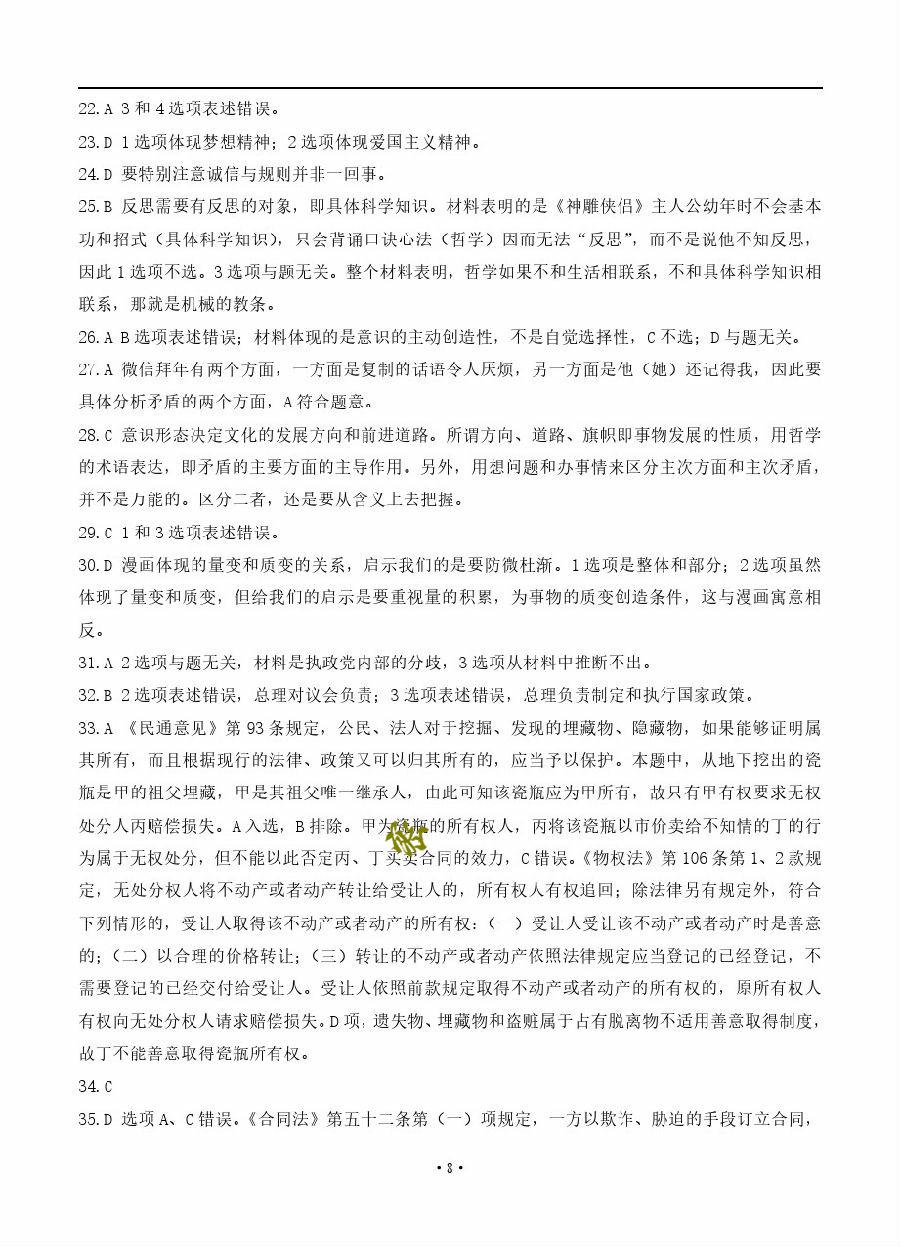 22.A 3 和 4 选项表述错误。
23.D 1 选项体现梦想精神；2 选项体现爱国主义精神。
24.D 要特别注意诚信与规则并非一回事。
25.B 反思需要有反思的对象，即具体科学知识。材料表明的是《神雕侠侣》主人公幼年时不会基本
功和招式（具体科学知识），只会背诵口诀心法（哲学）因而无法“反思”，而不是说他不知反思，
因此 1 选项不选。3 选项与题无关。整个材料表明，哲学如果不和生活相联系，不和具体科学知识相
联系，那就是机械的教条。
26.A B 选项表述错误；材料体现的是意识的主动创造性，不是自觉选择性，C 不选；D 与题无关。
27.A 微信拜年有两个方面，一方面是复制的话语令人厌烦，另一方面是他（她）还记得我，因此要
具体分析矛盾的两个方面，A 符合题意。
28.C 意识形态决定文化的发展方向和前进道路。所谓方向、道路、旗帜即事物发展的性质，用哲学
的术语表达，即矛盾的主要方面的主导作用。另外，用想问题和办事情来区分主次方面和主次矛盾，
并不是万能的。区分二者，还是要从含义上去把握。
29.C 1 和 3 选项表述错误。
30.D 漫画体现的量变和质变的关系，启示我们的是要防微杜渐。1 选项是整体和部分；2 选项虽然
体现了量变和质变，但给我们的启示是要重视量的积累，为事物的质变创造条件，这与漫画寓意相
反。
31.A 2 选项与题无关，材料是执政党内部的分歧，3 选项从材料中推断不出。
32.B 2 选项表述错误，总理对议会负责；3 选项表述错误，总理负责制定和执行国家政策。
33.A 《民通意见》第 93 条规定，公民、法人对于挖掘、发现的埋藏物、隐藏物，如果能够证明属
其所有，而且根据现行的法律、政策又可以归其所有的，应当予以保护。本题中，从地下挖出的瓷
瓶是甲的祖父埋藏，甲是其祖父唯一继承人，由此可知该瓷瓶应为甲所有，故只有甲有权要求无权
处分人丙赔偿损失。A 入选，B 排除。甲为瓷瓶的所有权人，丙将该瓷瓶以市价卖给不知情的丁的行
为属于无权处分，但不能以此否定丙、丁买卖合同的效力，C 错误。《物权法》第 106 条第 1、2 款规
定，无处分权人将不动产或者动产转让给受让人的，所有权人有权追回；除法律另有规定外，符合
下列情形的，受让人取得该不动产或者动产的所有权：（一）受让人受让该不动产或者动产时是善意
的；（二）以合理的价格转让；（三）转让的不动产或者动产依照法律规定应当登记的已经登记，不
需要登记的已经交付给受让人。受让人依照前款规定取得不动产或者动产的所有权的，原所有权人
有权向无处分权人请求赔偿损失。D 项，遗失物、埋藏物和盗赃属于占有脱离物不适用善意取得制度，
故丁不能善意取得瓷瓶所有权。
34.C
35.D 选项 A、C 错误。《合同法》第五十二条第（一）项规定，一方以欺诈、胁迫的手段订立合同，
·8·